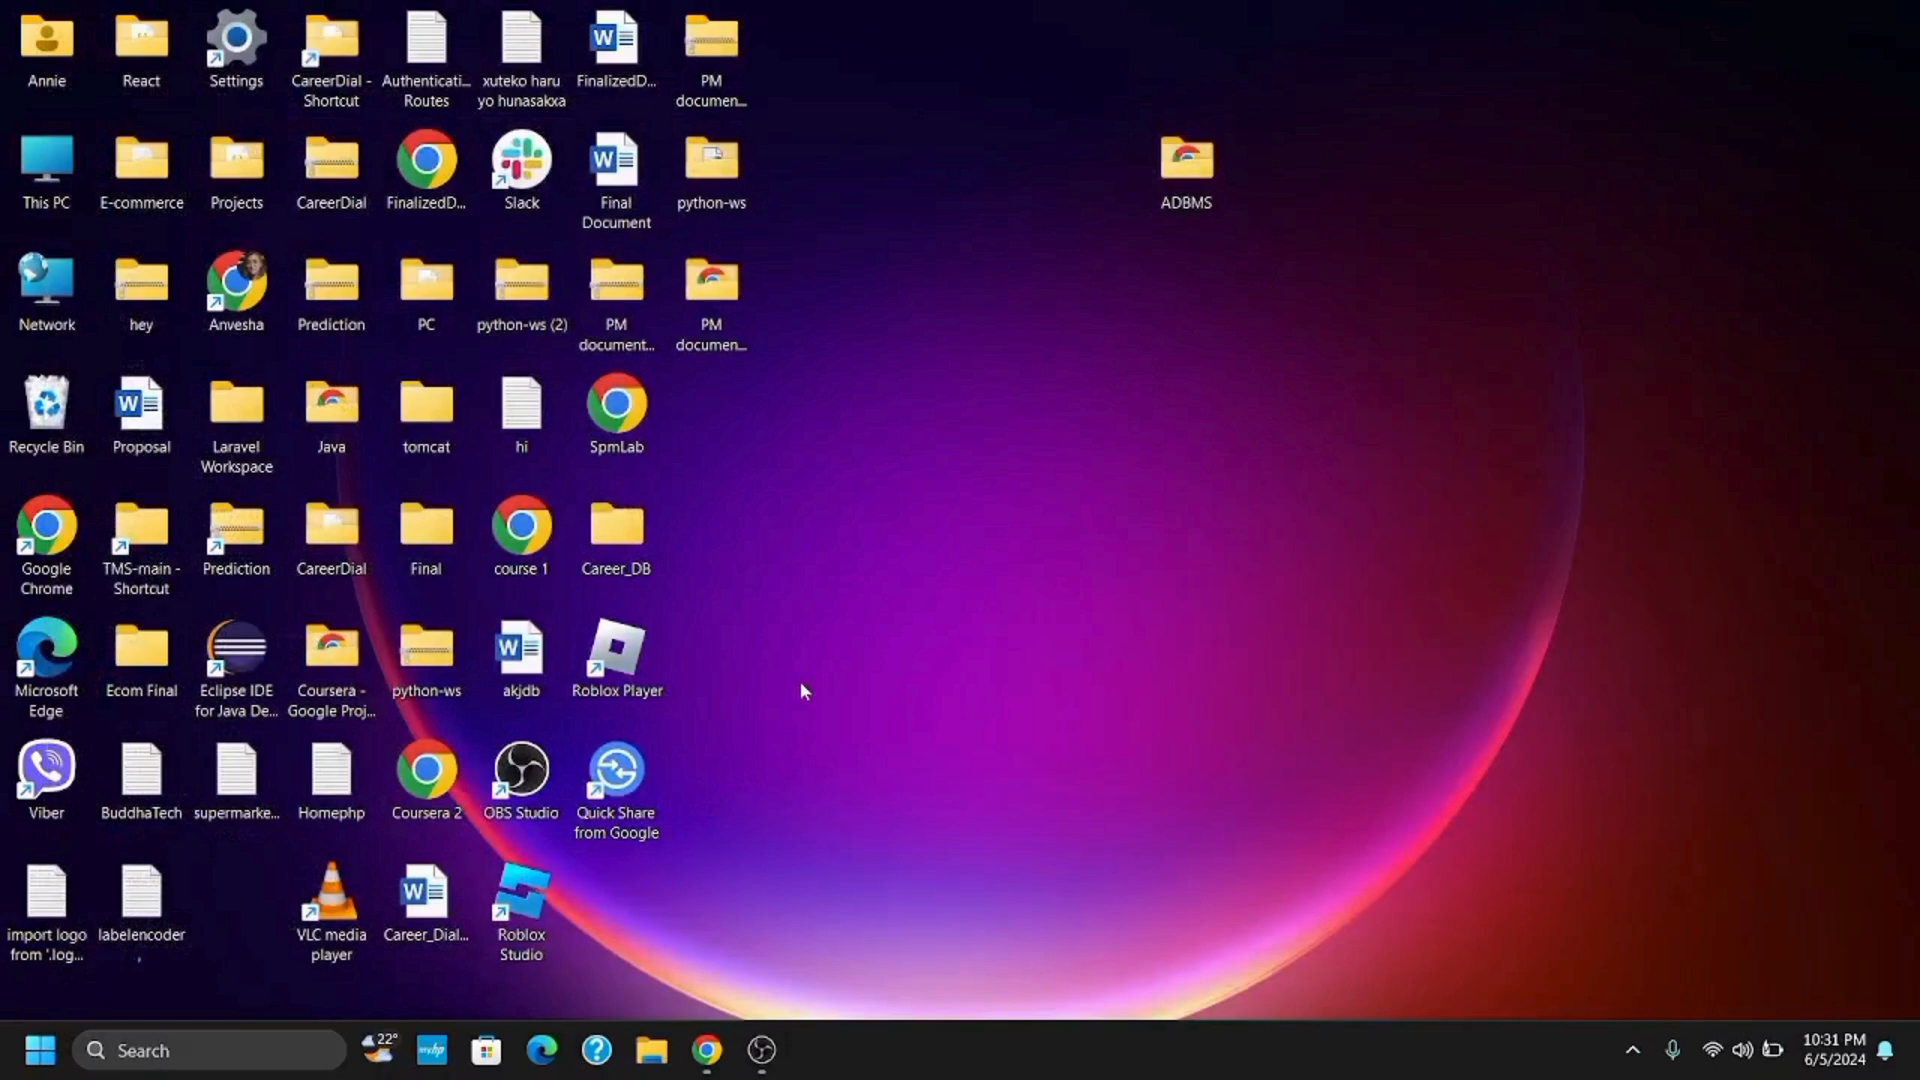 Annie
React
Settings
CareerDial -
Shortcut
Authenticati...
Routes
xuteko haru
yo hunasakxa
FinalizedD...
PM
documen...
This PC
E-commerce
Projects
CareerDial
FinalizedD...
Slack
Final
Document
python-ws
ADBMS
Network
hey
Anvesha
Prediction
PC
python-ws (2)
PM
document...
PM
documen...
Recycle Bin
Proposal
Laravel
Workspace
Java
tomcat
hi
SpmLab
Google
Chrome
TMS-main -
Shortcut
Prediction
CareerDial
Final
course 1
Career_DB
Microsoft
Edge
Ecom Final
Eclipse IDE
for Java De...
Coursera -
Google Proj...
python-ws
akjdb
Roblox Player
Viber
BuddhaTech
supermarke...
Homephp
Coursera 2
OBS Studio
Quick Share
from Google
import logo
from '.log...
labelencoder
,
VLC media
player
Career_Dial...
Roblox
Studio
Search
22°
myhp
10:31 PM
6/5/2024